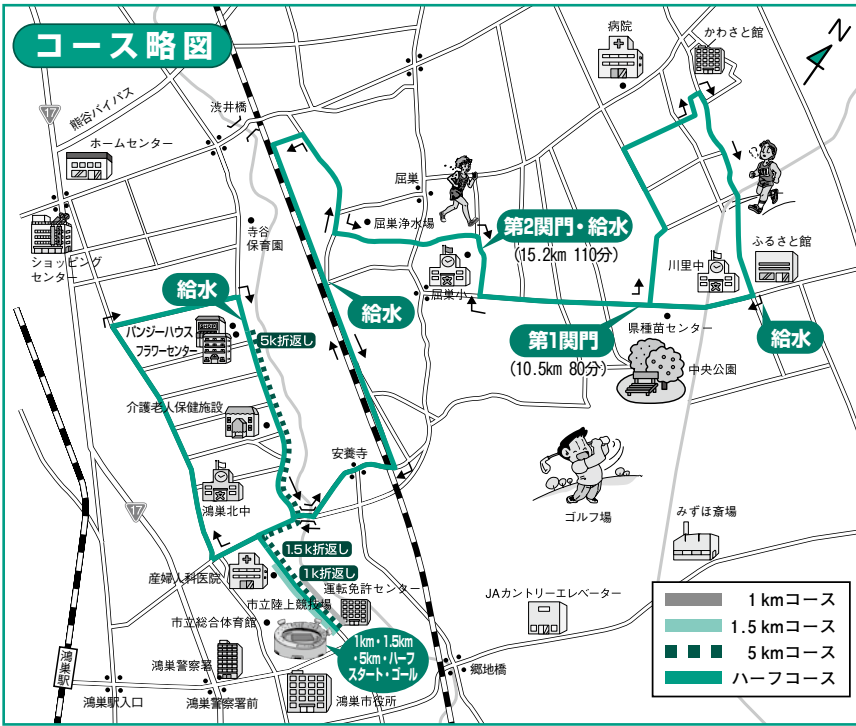 コース略図
N
病院
かわさと館
17
熊谷バイパス
渋井橋
ホームセンター
屈巣
屈巣浄水場
第2関門・給水
(15.2km 110分)
寺谷
保育園
ショッピング
センター
川里中
ふるさと館
屈巣小
給水
給水
パンジーハウス
フラワーセンター
5k折返し
第1関門
(10.5km 80分)
県種苗センター
給水
中央公園
介護老人保健施設
安養寺
鴻巣北中
17
ゴルフ場
みずほ斎場
1.5k折返し
1k折返し
産婦人科医院
運転免許センター
市立陸上競技場
市立総合体育館
JAカントリーエレベーター
1km・1.5km
・5km・ハーフ
スタート・ゴール
鴻巣駅
鴻巣警察署
郷地橋
鴻巣駅入口
鴻巣警察署前
鴻巣市役所
1kmコース
1.5kmコース
5kmコース
ハーフコース